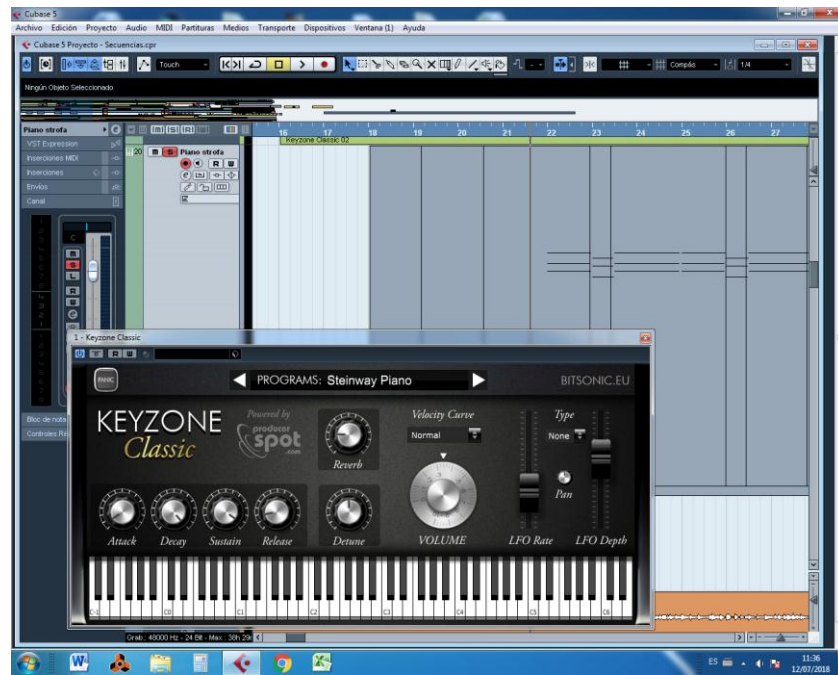 Cubase 5
Archivo Edición Proyecto Audio MIDI Partituras Medios Transporte Dispositivos Ventana (1) Ayuda
Cubase 5 Proyecto - Secuencias.cpr
Touch
Compás
1/4
Ningún Objeto Seleccionado
Piano strofa
VST Expression
Inserciones MIDI
Inserciones
Envíos
Canal
20 m S Piano strofa
R W
16 17 18 19 20 21 22 23 24 25 26 27
Keyzone Classic 02
C
m
S
L
R
W
e
Bloc de nota
1 - Keyzone Classic
R W
PANIC
PROGRAMS: Steinway Piano
BITSONIC.EU
KEYZONE
Classic
Powered by
producer
spot
.com
Reverb
Velocity Curve
Normal
Type
None
Pan
Attack Decay Sustain Release Detune VOLUME LFO Rate LFO Depth
C-1 C0 C1 C2 C3 C4 C5 C6
Grab.: 48000 Hz - 24 Bit - Max.: 38h
ES
11:36
12/07/2018